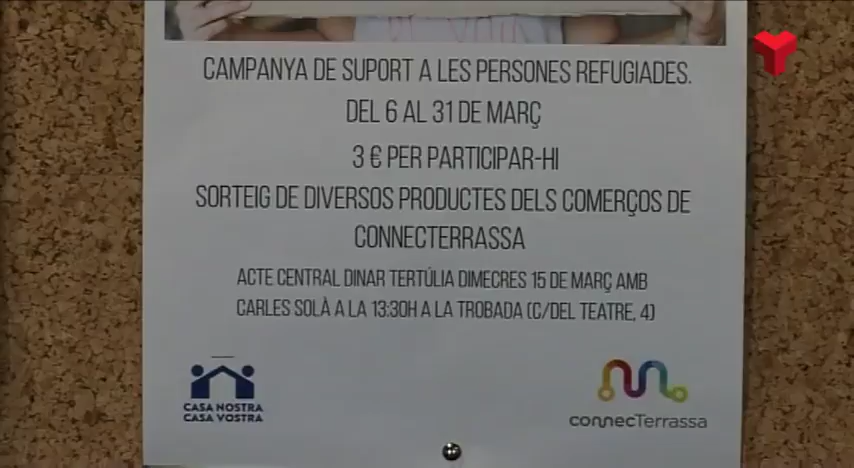 CAMPANYA DE SUPORT A LES PERSONES REFUGIADES.
DEL 6 AL 31 DE MARÇ
3 € PER PARTICIPAR-HI
SORTEIG DE DIVERSOS PRODUCTES DELS COMERÇOS DE
CONNECTERRASSA
ACTE CENTRAL DINAR TERTÚLIA DIMECRES 15 DE MARÇ AMB
CARLES SOLÀ A LA 13:30H A LA TROBADA (C/DEL TEATRE, 4)
CASA NOSTRA
CASA VOSTRA
connecTerrassa